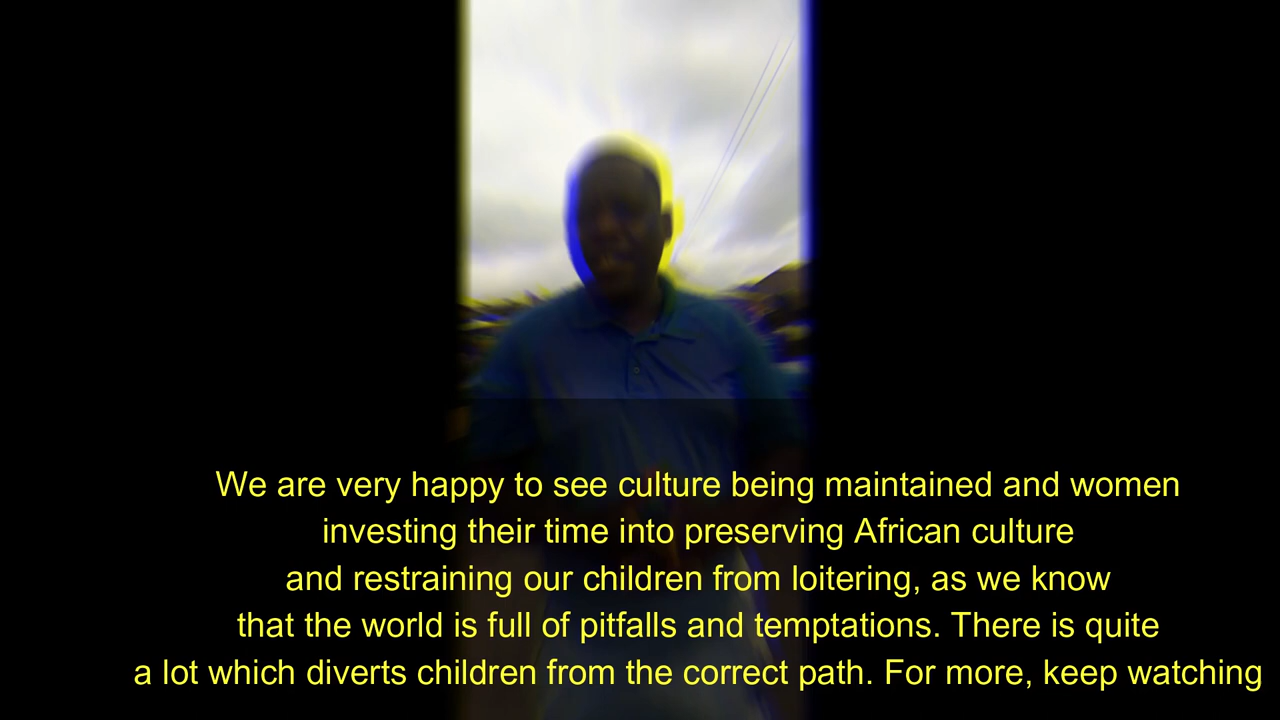 We are very happy to see culture being maintained and women
investing their time into preserving African culture
and restraining our children from loitering, as we know
that the world is full of pitfalls and temptations. There is quite
a lot which diverts children from the correct path. For more, keep watching